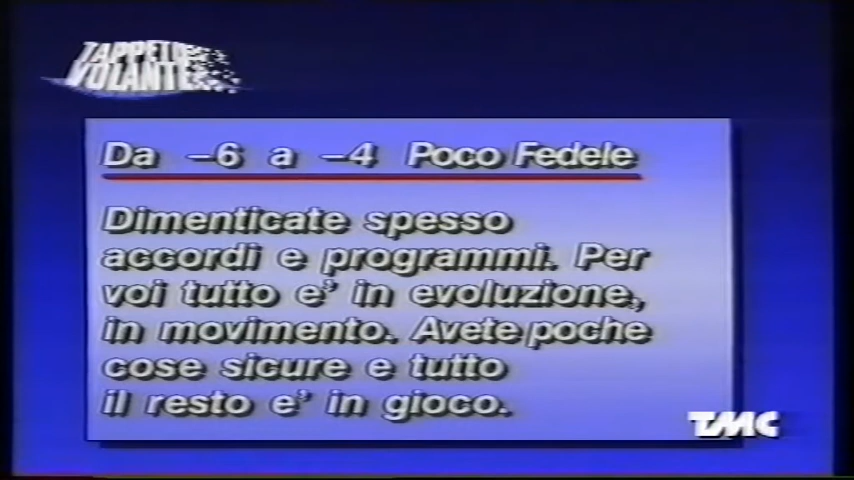 TAPPETO
VOLANTE
Da -6 a -4 Poco Fedele
Dimenticate spesso
accordi e programmi. Per
voi tutto e' in evoluzione,
in movimento. Avete poche
cose sicure e tutto
il resto e' in gioco.
TMC